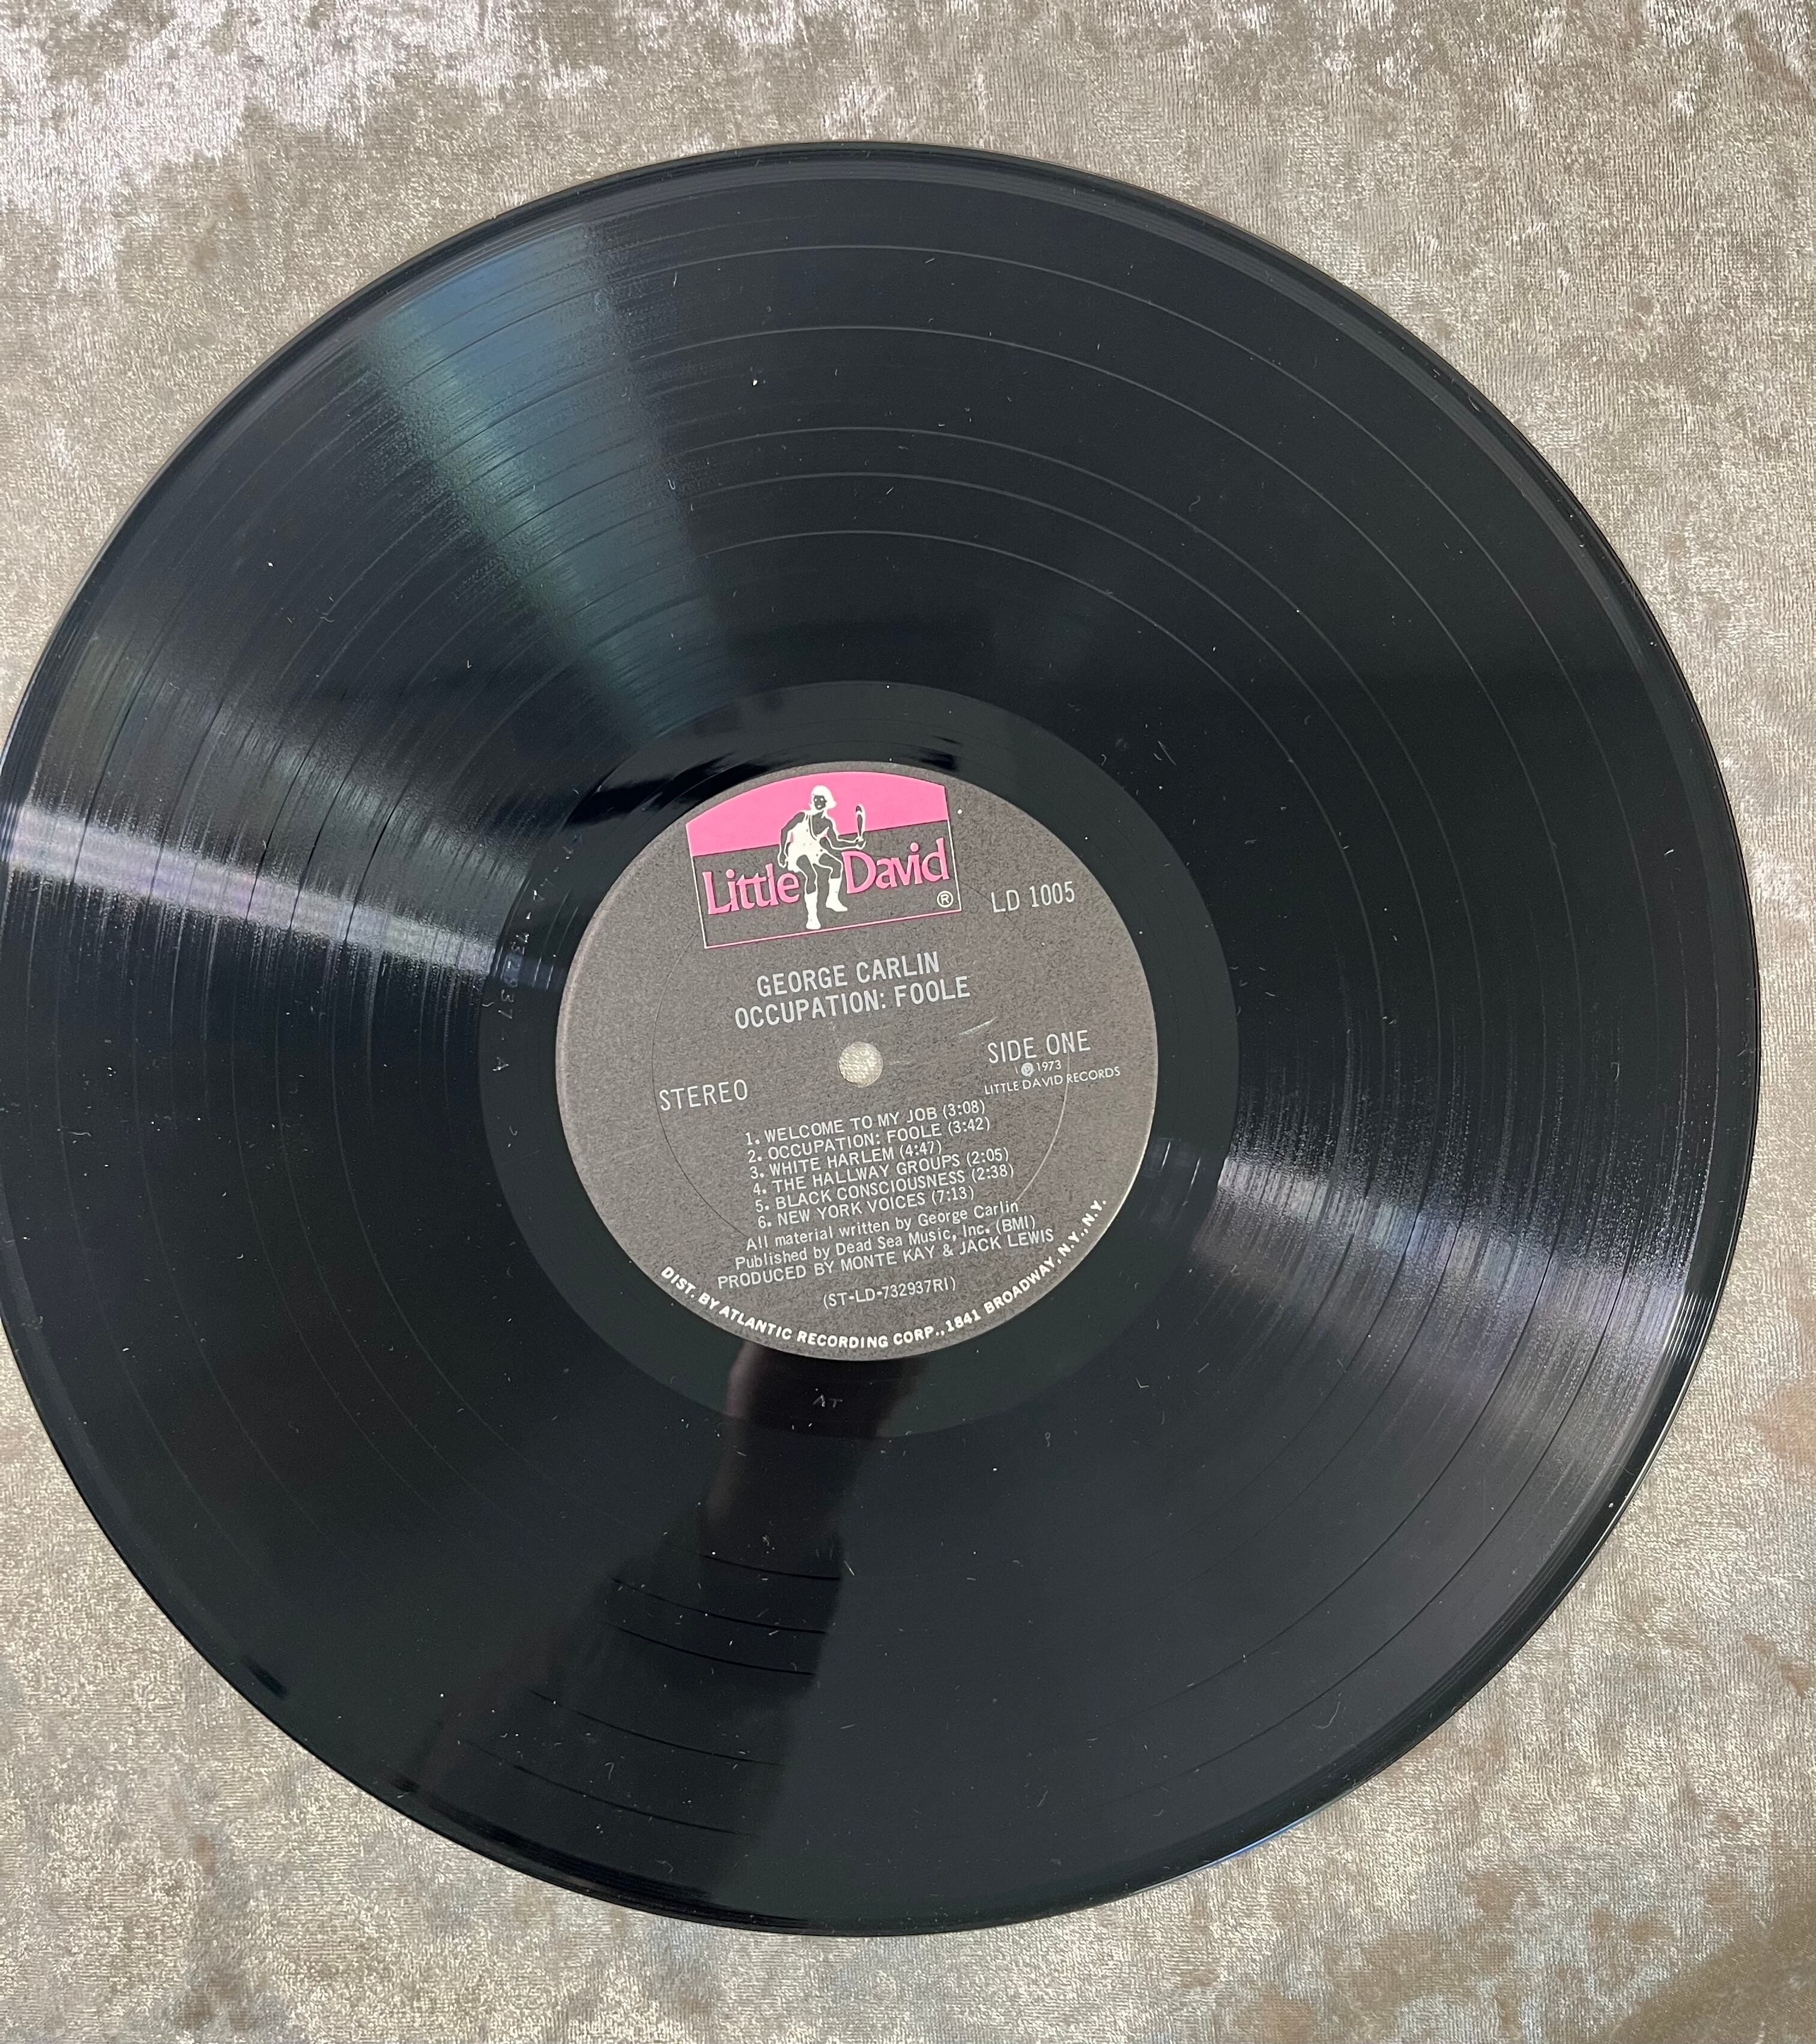 Little David ®
LD 1005
GEORGE CARLIN
OCCUPATION: FOOLE
SIDE ONE
℗ 1973
LITTLE DAVID RECORDS
STEREO
1. WELCOME TO MY JOB (3:08)
2. OCCUPATION: FOOLE (3:42)
3. WHITE HARLEM (4:47)
4. THE HALLWAY GROUPS (2:05)
5. BLACK CONSCIOUSNESS (2:38)
6. NEW YORK VOICES (7:13)
All material written by George Carlin
Published by Dead Sea Music, Inc. (BMI)
PRODUCED BY MONTE KAY & JACK LEWIS
(ST-LD-732937RI)
DIST. BY ATLANTIC RECORDING CORP., 1841 BROADWAY, N.Y., N.Y.
AT